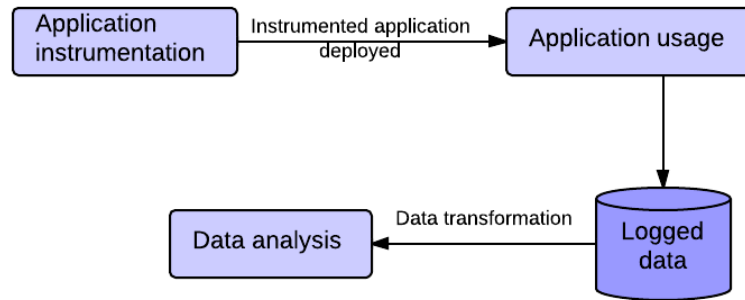 Application
instrumentation
Instrumented application
deployed
Application usage
Data analysis
Data transformation
Logged
data